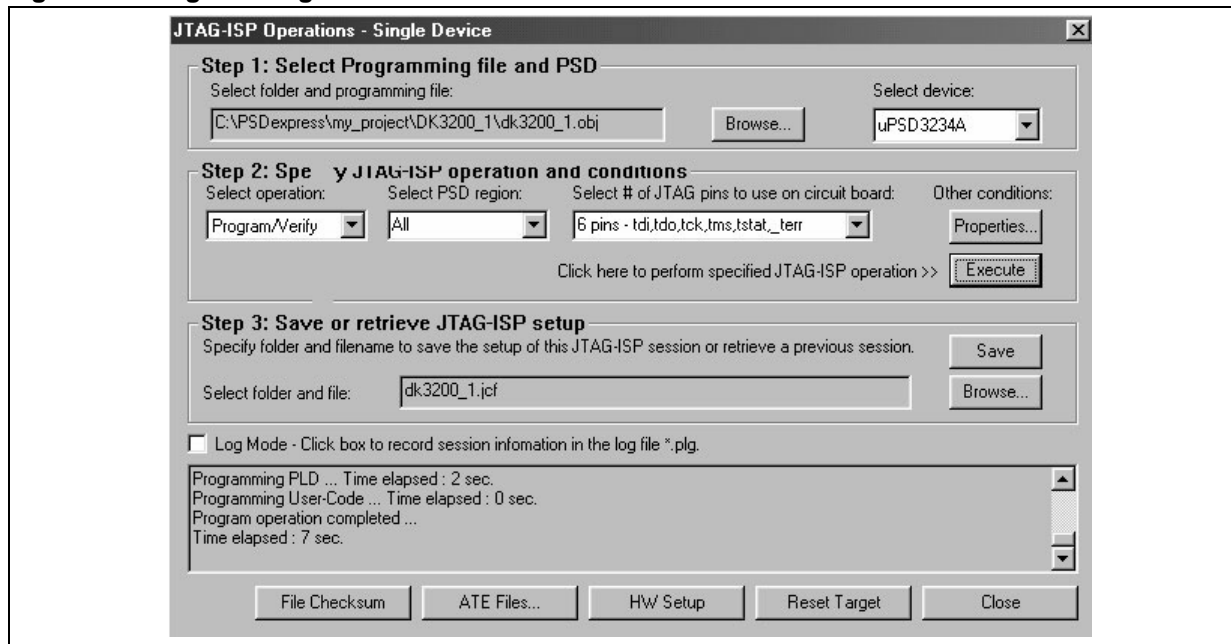 JTAG-ISP Operations - Single Device
Step 1: Select Programming file and PSD
Select folder and programming file:
Select device:
C:\PSDexpress\my_project\DK3200_1\dk3200_1.obj
Browse...
uPSD3234A
Step 2: Spe y JTAG-ISP operation and conditions
Select operation:
Select PSD region:
Select # of JTAG pins to use on circuit board:
Other conditions:
Program/Verify
All
6 pins - tdi,tdo,tck,tms,tstat,_terr
Properties...
Click here to perform specified JTAG-ISP operation >>
Execute
Step 3: Save or retrieve JTAG-ISP setup
Specify folder and filename to save the setup of this JTAG-ISP session or retrieve a previous session.
Save
Select folder and file:
dk3200_1.jcf
Browse...
Log Mode - Click box to record session infomation in the log file *.plg.
Programming PLD ... Time elapsed : 2 sec.
Programming User-Code ... Time elapsed : 0 sec.
Program operation completed ...
Time elapsed : 7 sec.
File Checksum
ATE Files...
HW Setup
Reset Target
Close